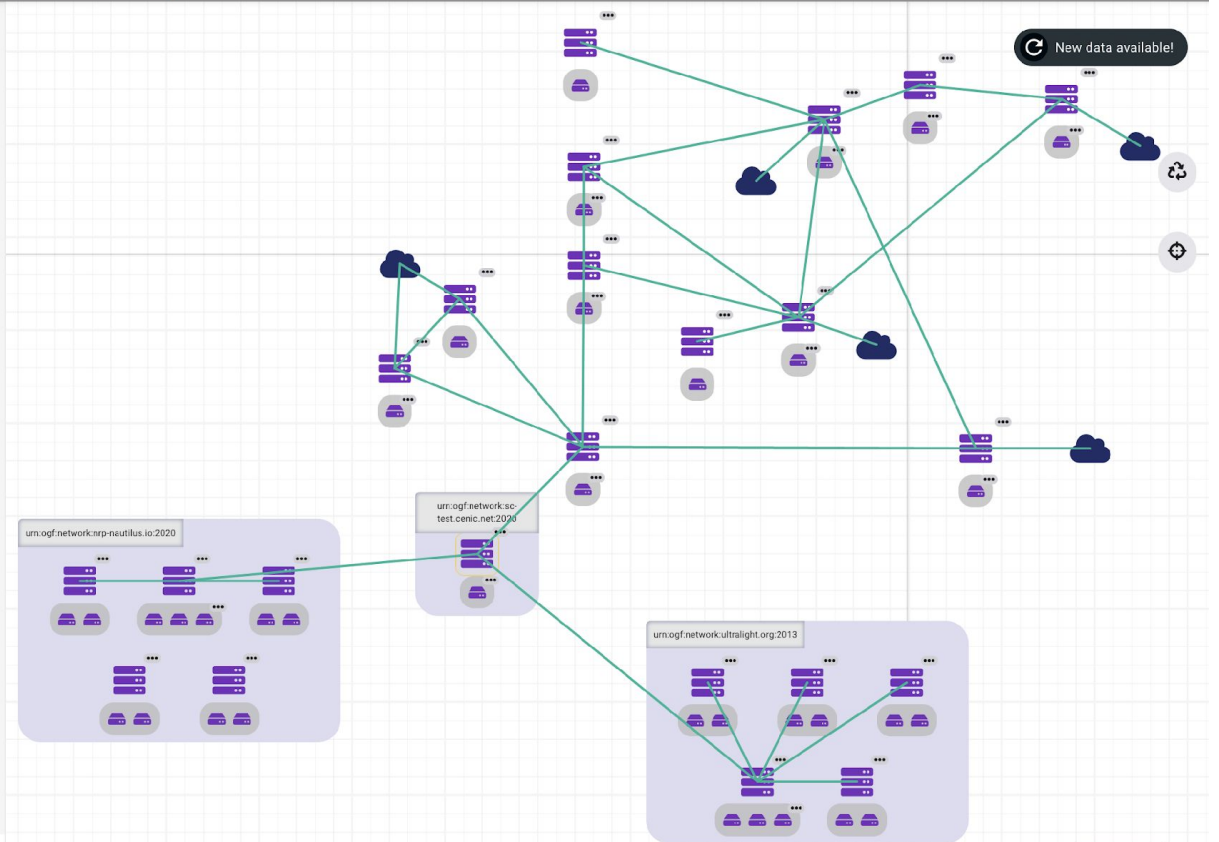 New data available!
urn:ogf:network:sc-
test.cenic.net:2020
urn:ogf:network:nrp-nautilus.io:2020
urn:ogf:network:ultralight.org:2013